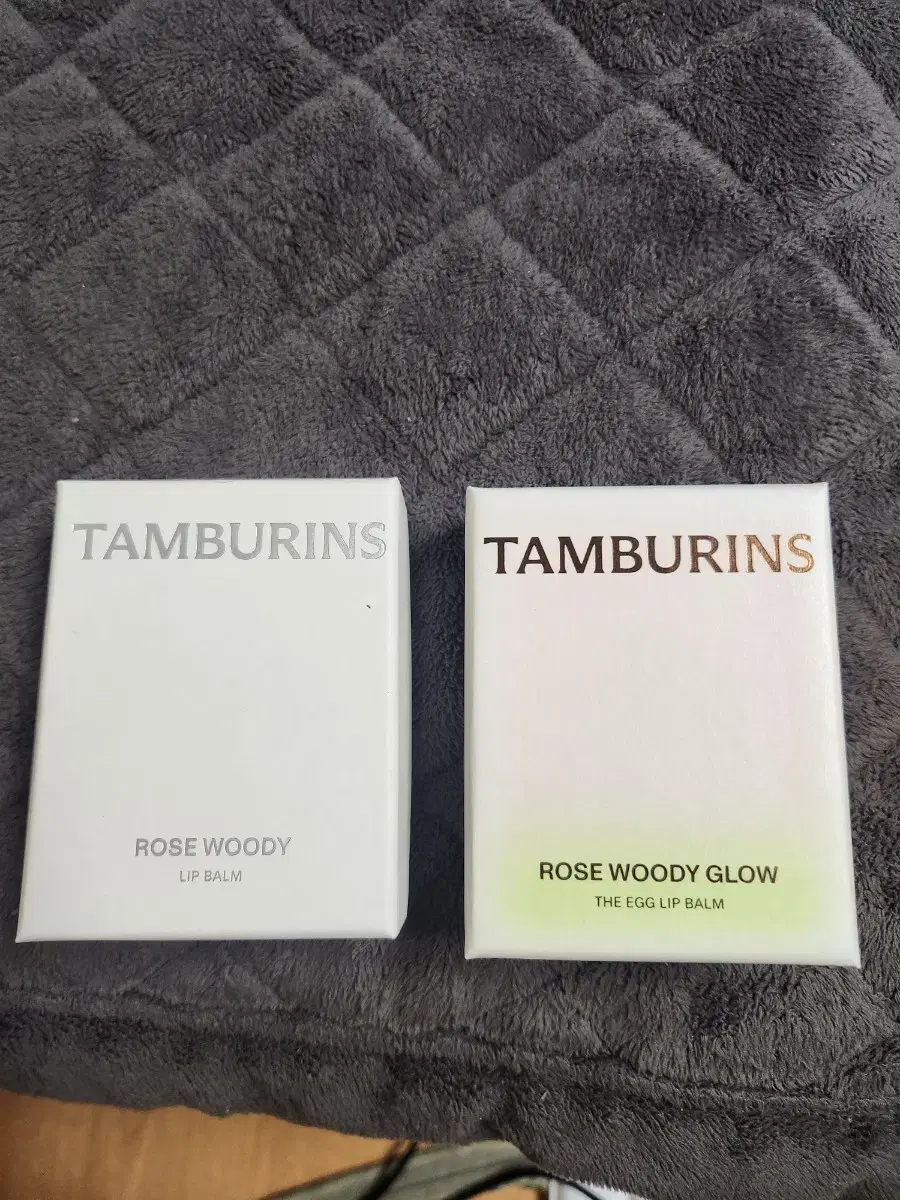 TAMBURINS
ROSE WOODY
LIP BALM
TAMBURINS
ROSE WOODY GLOW
THE EGG LIP BALM